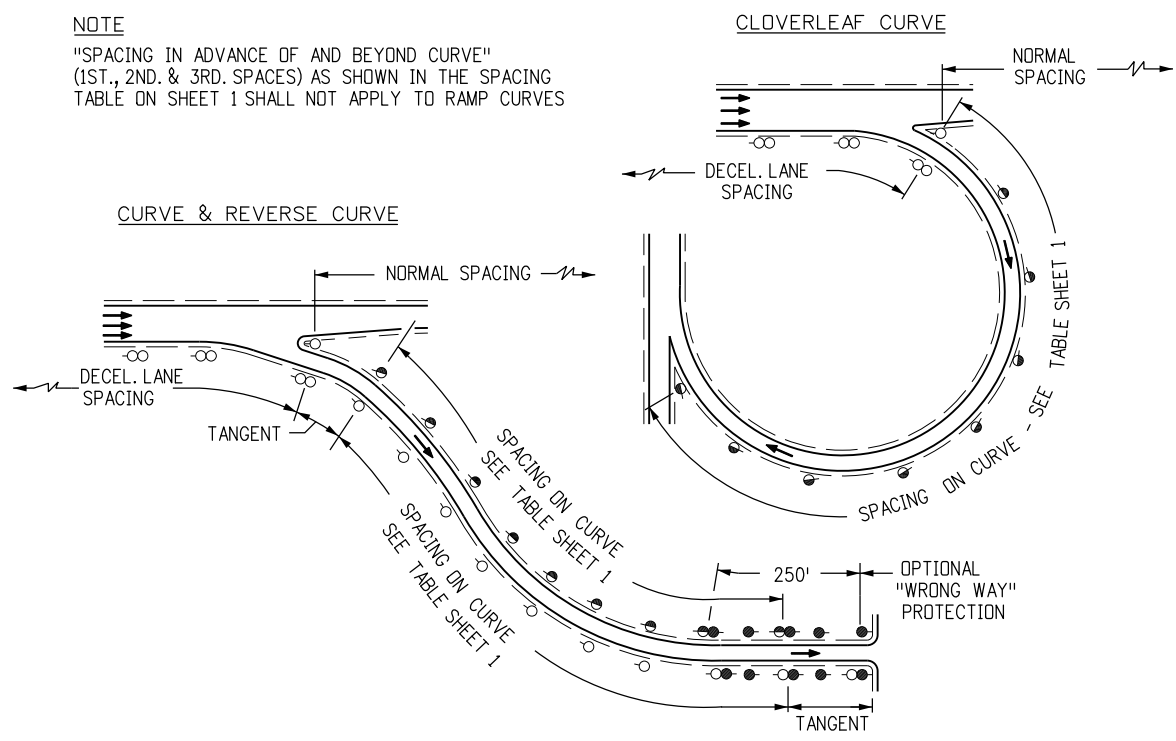 NOTE
"SPACING IN ADVANCE OF AND BEYOND CURVE"
(1ST., 2ND. & 3RD. SPACES) AS SHOWN IN THE SPACING
TABLE ON SHEET 1 SHALL NOT APPLY TO RAMP CURVES
CLOVERLEAF CURVE
NORMAL
SPACING
DECEL. LANE
SPACING
SPACING ON CURVE - SEE TABLE SHEET 1
CURVE & REVERSE CURVE
NORMAL SPACING
DECEL. LANE
SPACING
TANGENT
SPACING ON CURVE
SEE TABLE SHEET 1
SPACING ON CURVE
SEE TABLE SHEET 1
250'
OPTIONAL
"WRONG WAY"
PROTECTION
TANGENT